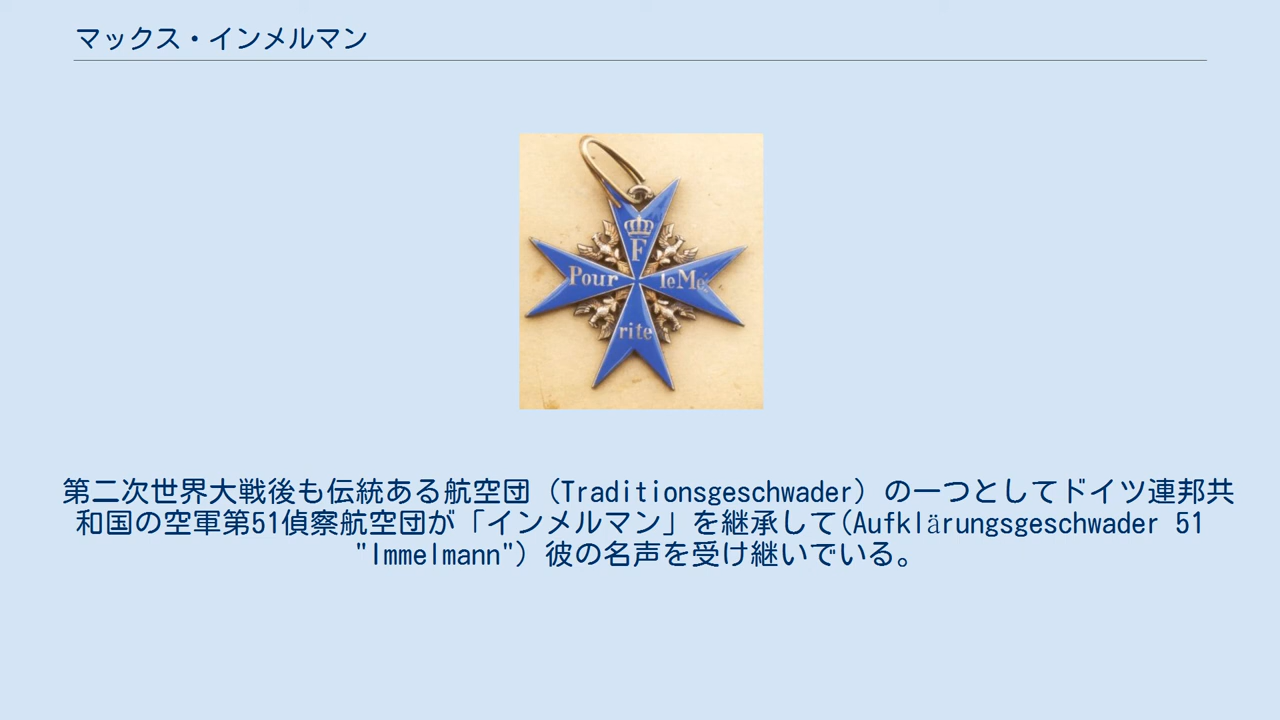 マックス・インメルマン
F
Pour le Mé
rite
第二次世界大戦後も伝統ある航空団（Traditionsgeschwader）の一つとしてドイツ連邦共
和国の空軍第51偵察航空団が「インメルマン」を継承して(Aufklärungsgeschwader 51
"Immelmann"）彼の名声を受け継いでいる。